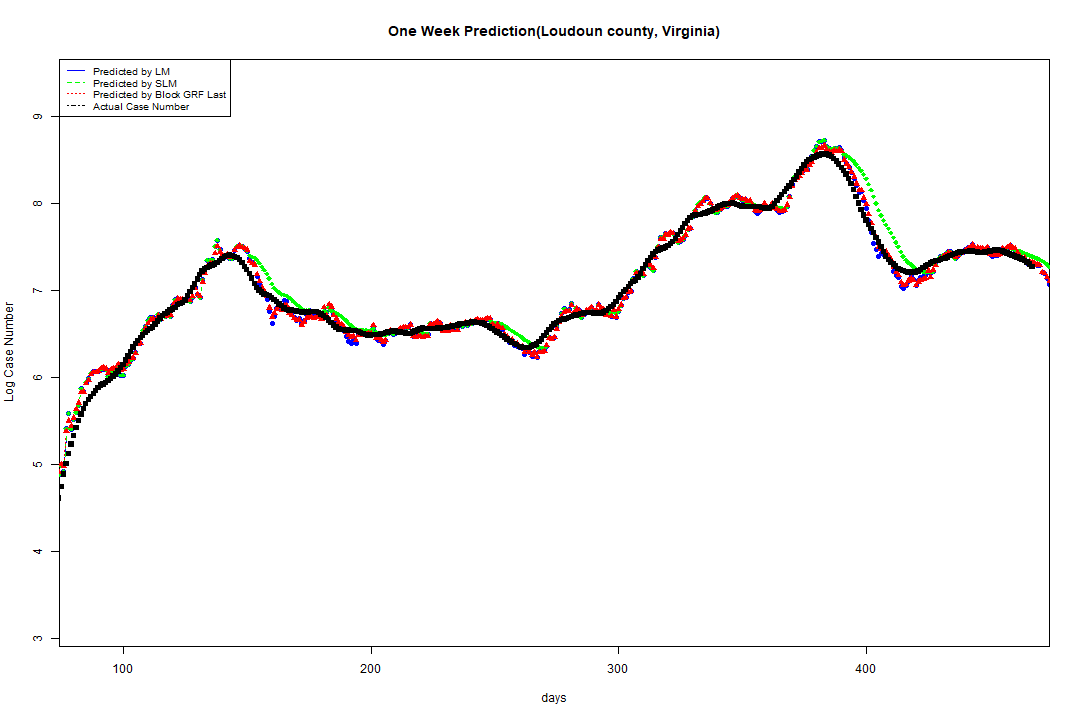 One Week Prediction(Loudoun county, Virginia)
Predicted by LM
Predicted by SLM
Predicted by Block GRF Last
Actual Case Number
9
8
7
6
5
4
3
Log Case Number
100 200 300 400
days